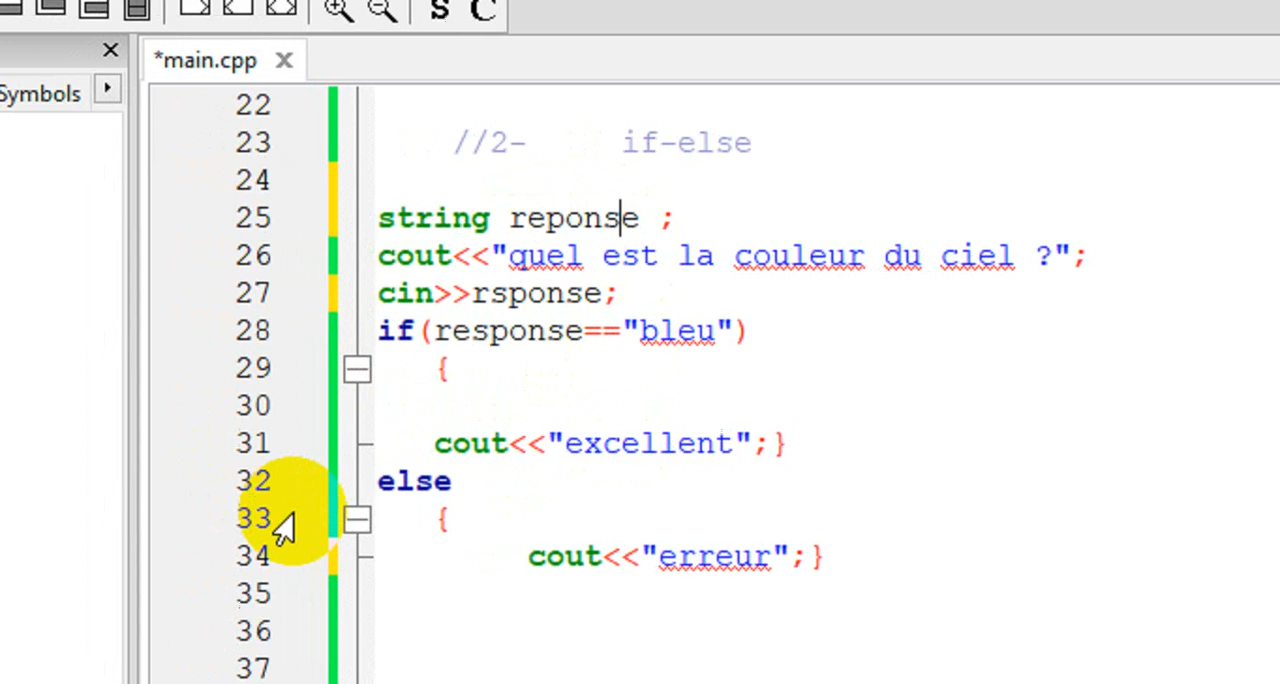 S C
*main.cpp
Symbols
22
23 //2- if-else
24
25 string reponse ;
26 cout<<"quel est la couleur du ciel ?";
27 cin>>rsponse;
28 if(response=="bleu")
29 {
30
31 cout<<"excellent";}
32 else
33 {
34 cout<<"erreur";}
35
36
37